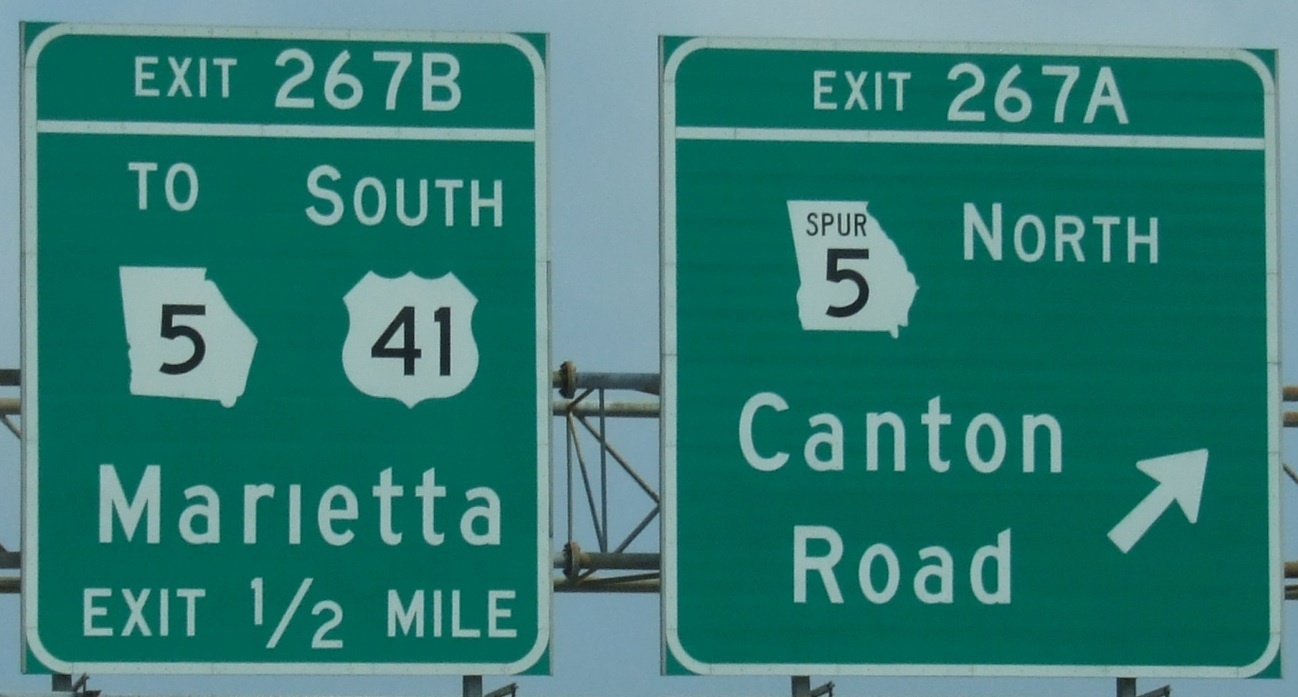 EXIT 267B
TO SOUTH
5 41
Marietta
EXIT 1/2 MILE
EXIT 267A
SPUR
5 NORTH
Canton
Road